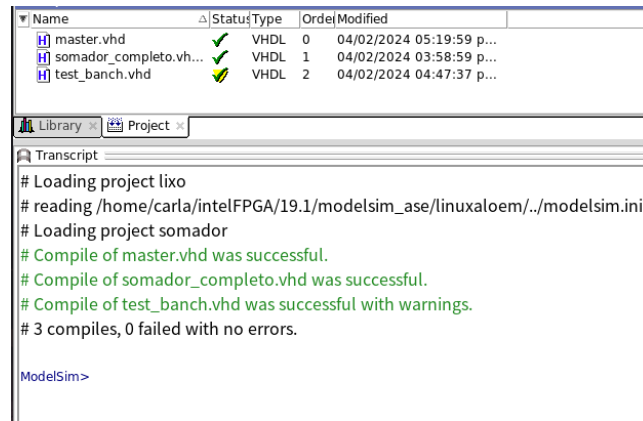 Name Status Type Order Modified
master.vhd VHDL 0 04/02/2024 05:19:59 p...
somador_completo.vh... VHDL 1 04/02/2024 03:58:59 p...
test_banch.vhd VHDL 2 04/02/2024 04:47:37 p...
Library Project
Transcript
# Loading project lixo
# reading /home/carla/intelFPGA/19.1/modelsim_ase/linuxaloem/../modelsim.ini
# Loading project somador
# Compile of master.vhd was successful.
# Compile of somador_completo.vhd was successful.
# Compile of test_banch.vhd was successful with warnings.
# 3 compiles, 0 failed with no errors.
ModelSim>